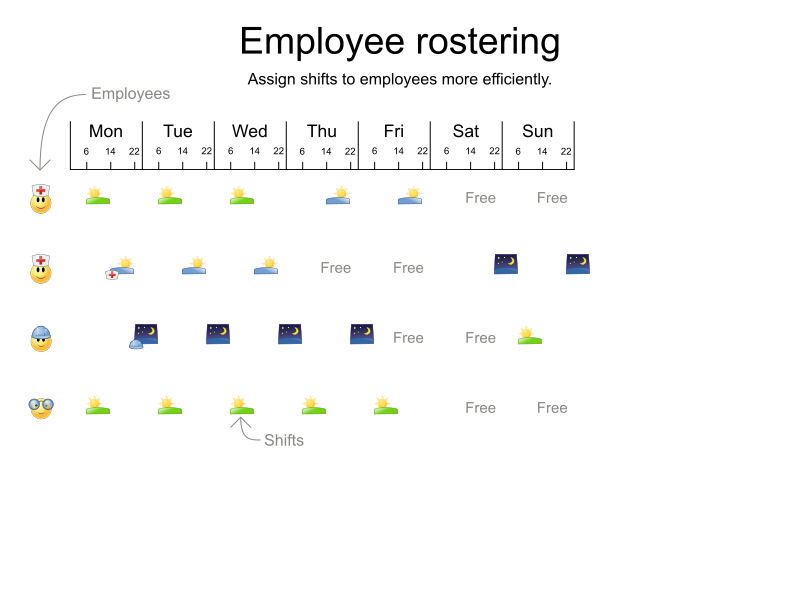 Employee rostering
Assign shifts to employees more efficiently.
Employees
Mon Tue Wed Thu Fri Sat Sun
6 14 22 6 14 22 6 14 22 6 14 22 6 14 22 6 14 22 6 14 22
Free Free
Free Free
Free Free
Free Free
Shifts